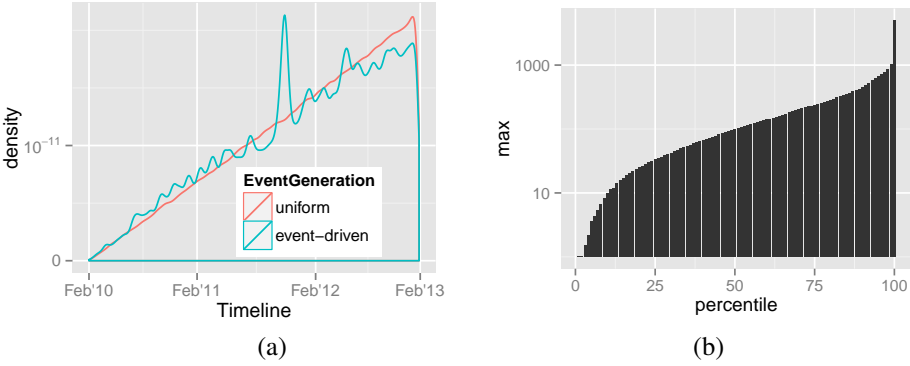 density
10⁻¹¹
0
EventGeneration
uniform
event−driven
Feb'10 Feb'11 Feb'12 Feb'13
Timeline
(a)
max
1000
10
0 25 50 75 100
percentile
(b)